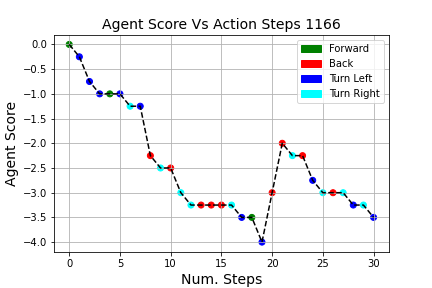 Agent Score Vs Action Steps 1166
Forward
Back
Turn Left
Turn Right
0.0
−0.5
−1.0
−1.5
−2.0
−2.5
−3.0
−3.5
−4.0
Agent Score
0 5 10 15 20 25 30
Num. Steps